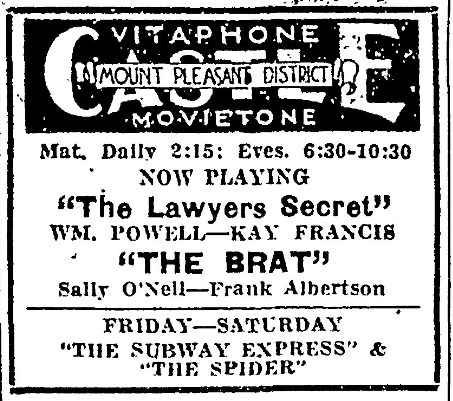 VITAPHONE
CASTLE
MOUNT PLEASANT DISTRICT
MOVIETONE
Mat. Daily 2:15; Eves. 6:30-10:30
NOW PLAYING
"The Lawyers Secret"
WM. POWELL—KAY FRANCIS
"THE BRAT"
Sally O'Neil—Frank Albertson
FRIDAY—SATURDAY
"THE SUBWAY EXPRESS" &
"THE SPIDER"